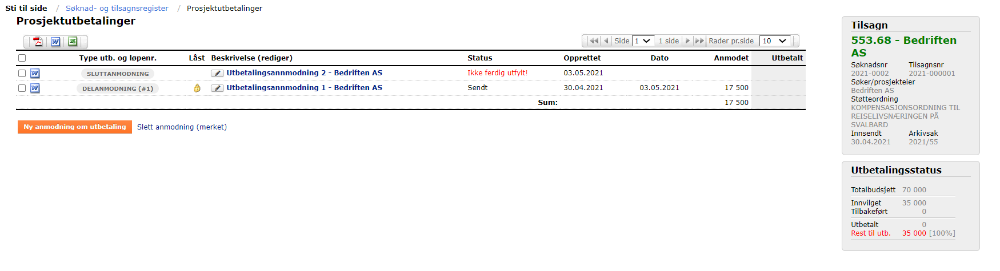 Sti til side / Søknad- og tilsagnsregister / Prosjektutbetalinger
Prosjektutbetalinger
Side 1 1 side Rader pr.side 10
Type utb. og løpenr. Låst Beskrivelse (rediger) Status Opprettet Dato Anmodet Utbetalt
SLUTTANMODNING Utbetalingsannmodning 2 - Bedriften AS Ikke ferdig utfylt! 03.05.2021
DELANMODNING (#1) Utbetalingsannmodning 1 - Bedriften AS Sendt 30.04.2021 03.05.2021 17 500
Sum: 17 500
Ny anmodning om utbetaling Slett anmodning (merket)
Tilsagn
553.68 - Bedriften
AS
Søknadsnr Tilsagnsnr
2021-0002 2021-000001
Søker/prosjekteier
Bedriften AS
Støtteordning
KOMPENSASJONSORDNING TIL
REISELIVSNÆRINGEN PÅ
SVALBARD
Innsendt Arkivsak
30.04.2021 2021/55
Utbetalingsstatus
Totalbudsjett 70 000
Innvilget 35 000
Tilbakeført 0
Utbetalt 0
Rest til utb. 35 000 [100%]